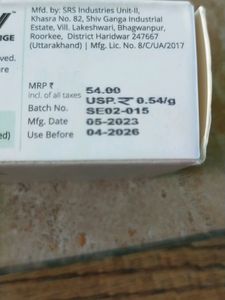 Mfd. by: SRS Industries Unit-II,
Khasra No. 82, Shiv Ganga Industrial
Estate, Vill. Lakeshwari, Bhagwanpur,
Roorkee, District Haridwar 247667
(Uttarakhand) | Mfg. Lic. No. 8/C/UA/2017
MRP ₹ 54.00
incl. of all taxes USP. ₹ 0.54/g
Batch No. SE02-015
Mfg. Date 05-2023
Use Before 04-2026